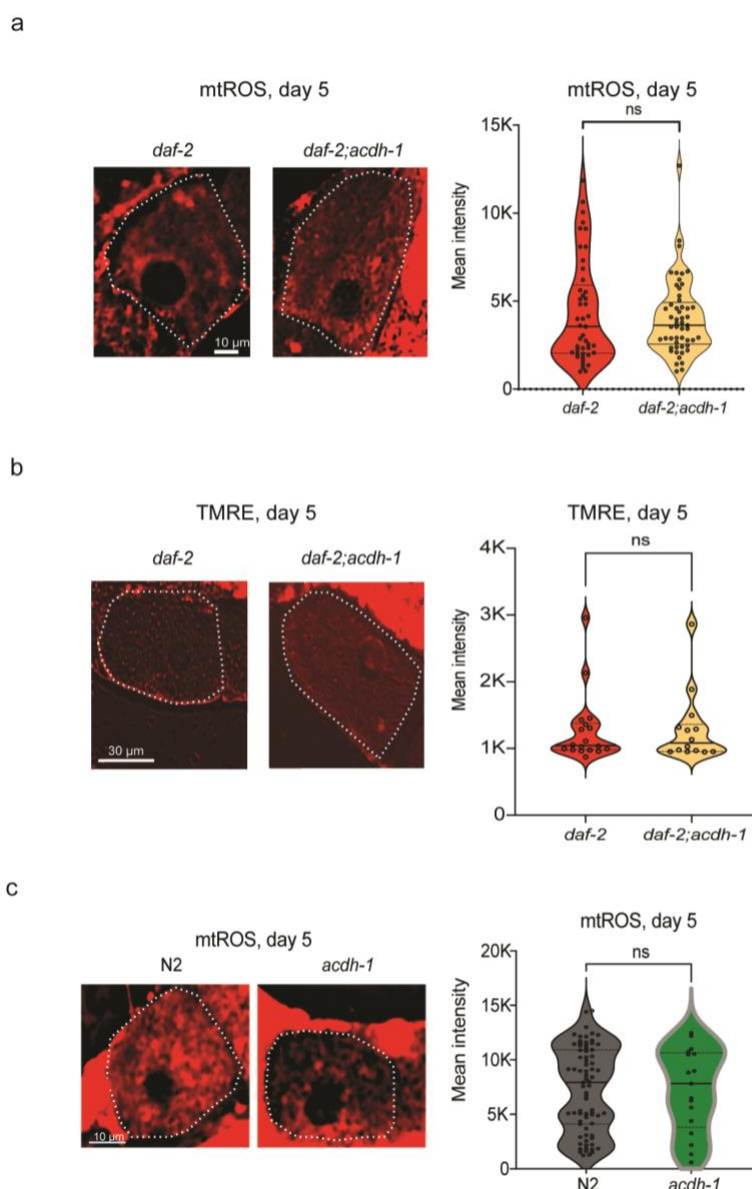 a
mtROS, day 5
daf-2
daf-2;acdh-1
10 µm
mtROS, day 5
ns
15K
10K
5K
0
Mean intensity
daf-2
daf-2;acdh-1
b
TMRE, day 5
daf-2
daf-2;acdh-1
30 µm
TMRE, day 5
ns
4K
3K
2K
1K
0
Mean intensity
daf-2
daf-2;acdh-1
c
mtROS, day 5
N2
acdh-1
10 µm
mtROS, day 5
ns
20K
15K
10K
5K
0
Mean intensity
N2
acdh-1